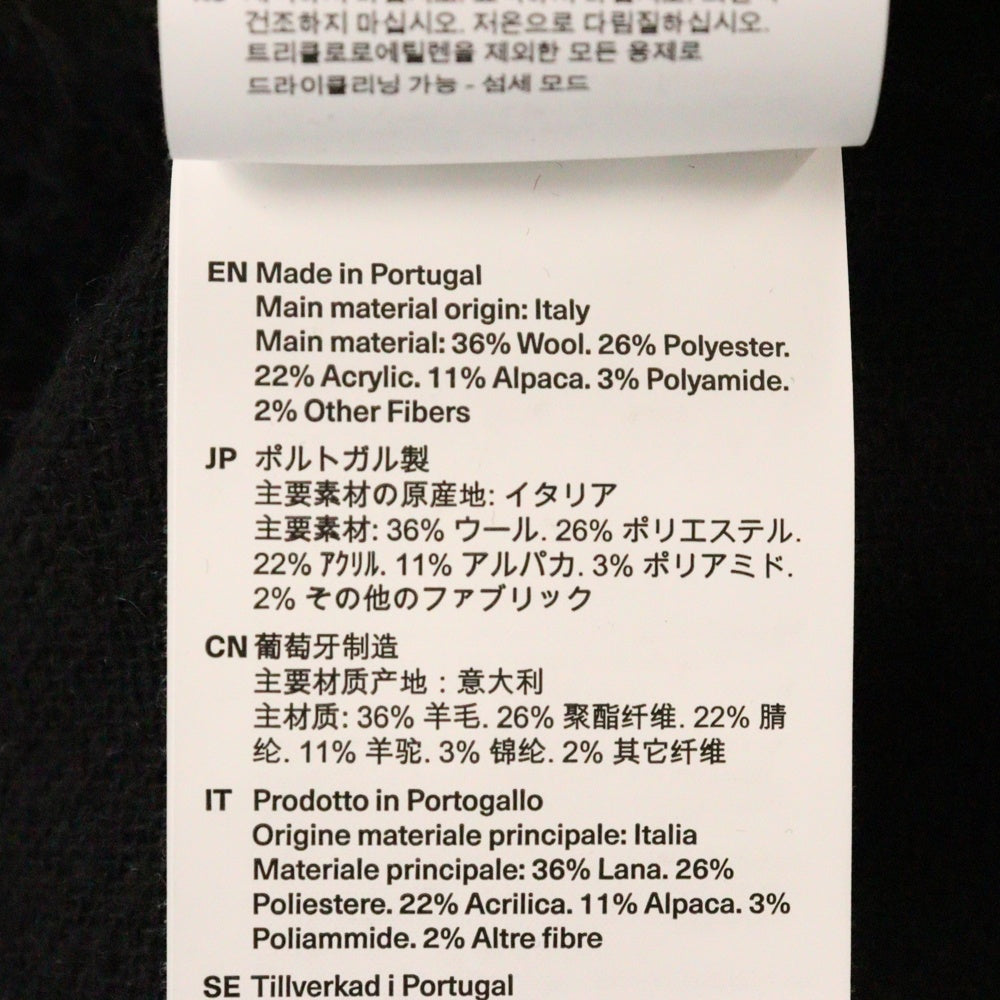 건조하지 마십시오. 저온으로 다림질하십시오.
트리클로로에틸렌을 제외한 모든 용제로
드라이클리닝 가능 - 섬세 모드
EN Made in Portugal
Main material origin: Italy
Main material: 36% Wool. 26% Polyester.
22% Acrylic. 11% Alpaca. 3% Polyamide.
2% Other Fibers
JP ポルトガル製
主要素材の原産地: イタリア
主要素材: 36% ウール. 26% ポリエステル.
22% ｱｸﾘﾙ. 11% アルパカ. 3% ポリアミド.
2% その他のファブリック
CN 葡萄牙制造
主要材质产地：意大利
主材质: 36% 羊毛. 26% 聚酯纤维. 22% 腈
纶. 11% 羊驼. 3% 锦纶. 2% 其它纤维
IT Prodotto in Portogallo
Origine materiale principale: Italia
Materiale principale: 36% Lana. 26%
Poliestere. 22% Acrilica. 11% Alpaca. 3%
Poliammide. 2% Altre fibre
SE Tillverkad i Portugal